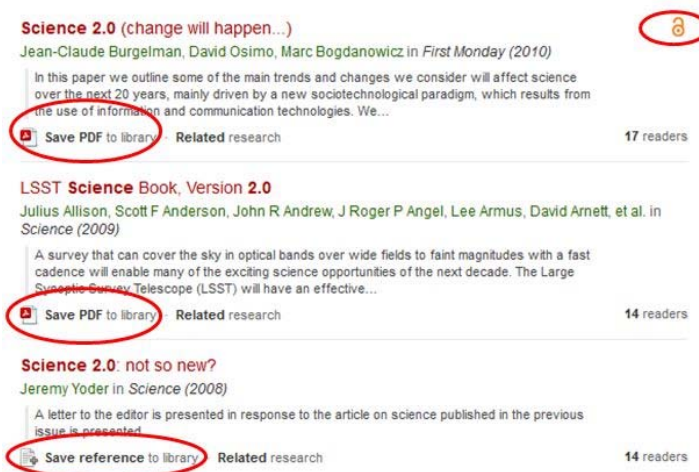 Science 2.0 (change will happen...)
Jean-Claude Burgelman, David Osimo, Marc Bogdanowicz in First Monday (2010)
In this paper we outline some of the main trends and changes we consider will affect science
over the next 20 years, mainly driven by a new sociotechnological paradigm, which results from
the use of information and communication technologies. We...
Save PDF to library · Related research 17 readers
LSST Science Book, Version 2.0
Julius Allison, Scott F Anderson, John R Andrew, J Roger P Angel, Lee Armus, David Arnett, et al. in
Science (2009)
A survey that can cover the sky in optical bands over wide fields to faint magnitudes with a fast
cadence will enable many of the exciting science opportunities of the next decade. The Large
Synoptic Survey Telescope (LSST) will have an effective...
Save PDF to library · Related research 14 readers
Science 2.0: not so new?
Jeremy Yoder in Science (2008)
A letter to the editor is presented in response to the article on science published in the previous
issue is presented.
Save reference to library · Related research 14 readers